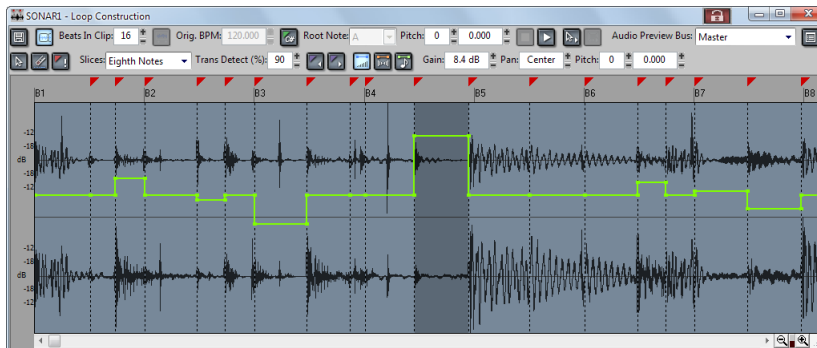 SONAR1 - Loop Construction
Beats In Clip: 16 Orig. BPM: 120.000 Root Note: A Pitch: 0 0.000 Audio Preview Bus: Master
Slices: Eighth Notes Trans Detect (%): 90 Gain: 8.4 dB Pan: Center Pitch: 0 0.000
B1 B2 B3 B4 B5 B6 B7 B8
-12
-18
dB
-18
-12
-12
-18
dB
-18
-12